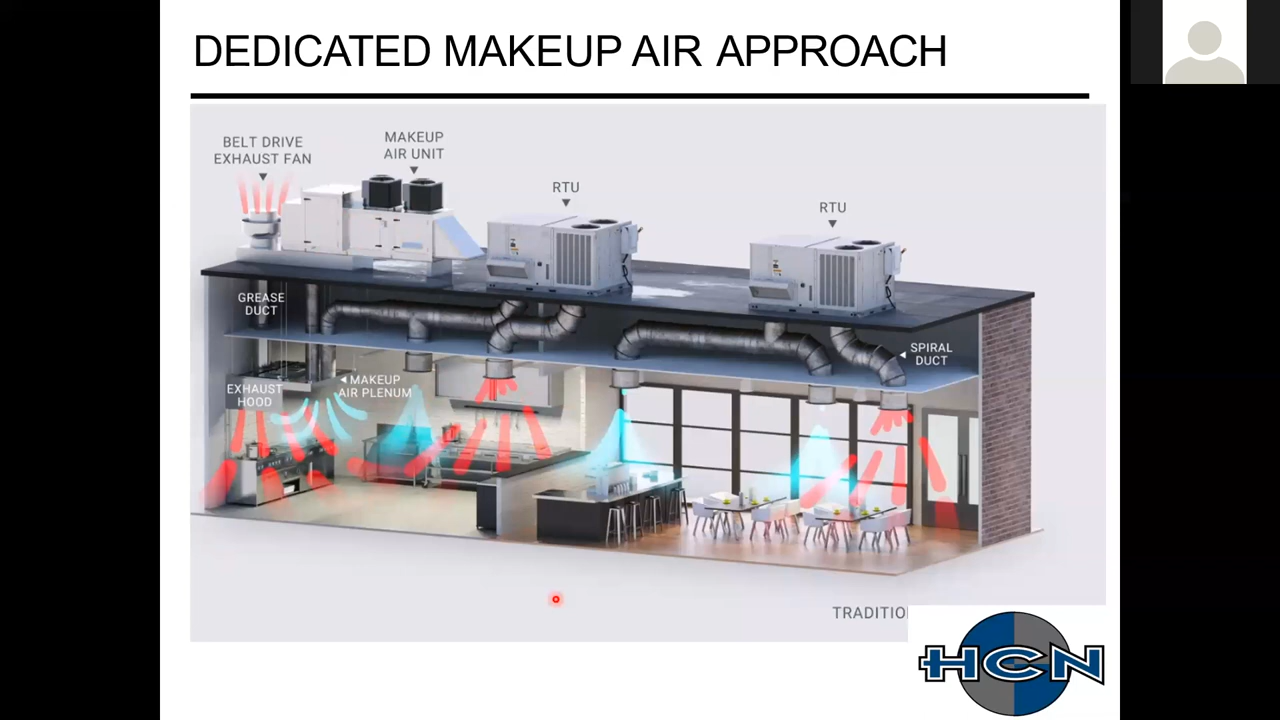 DEDICATED MAKEUP AIR APPROACH
BELT DRIVE
EXHAUST FAN
MAKEUP
AIR UNIT
RTU
RTU
GREASE
DUCT
SPIRAL
DUCT
MAKEUP
AIR PLENUM
EXHAUST
HOOD
TRADITIO
HCN